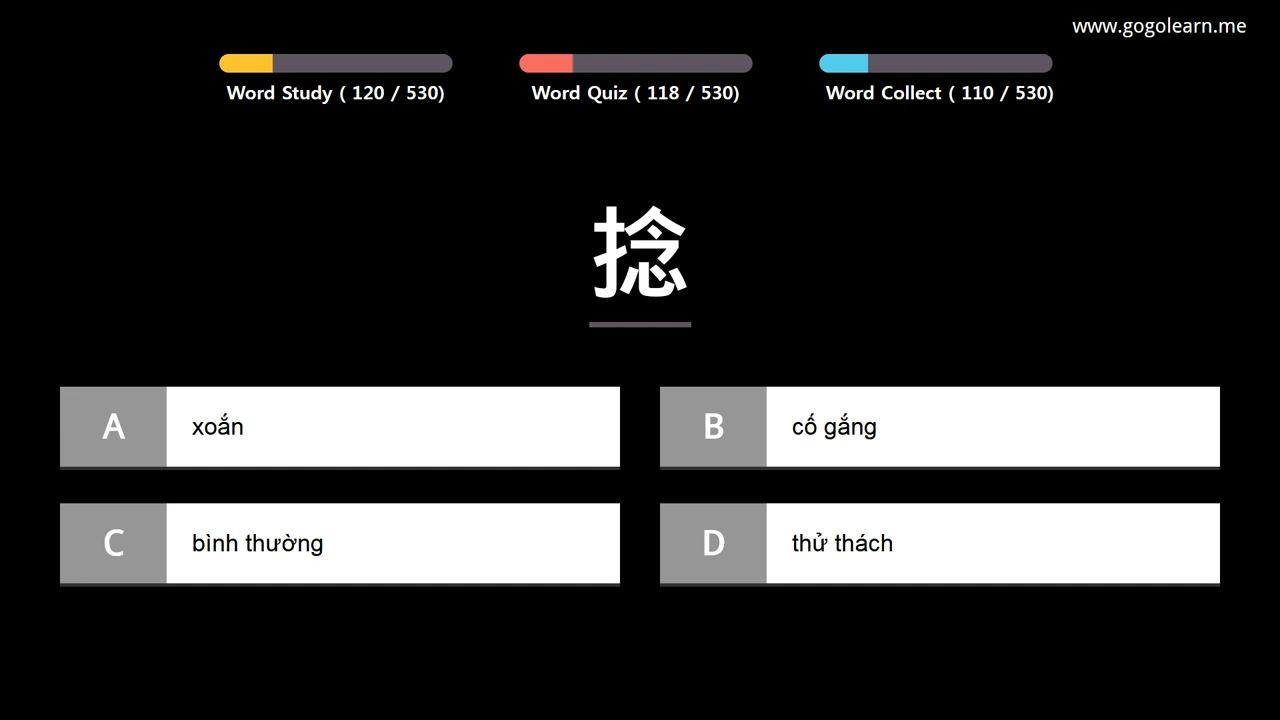 www.gogolearn.me
Word Study ( 120 / 530)
Word Quiz ( 118 / 530)
Word Collect ( 110 / 530)
捻
A
xoắn
B
cố gắng
C
bình thường
D
thử thách